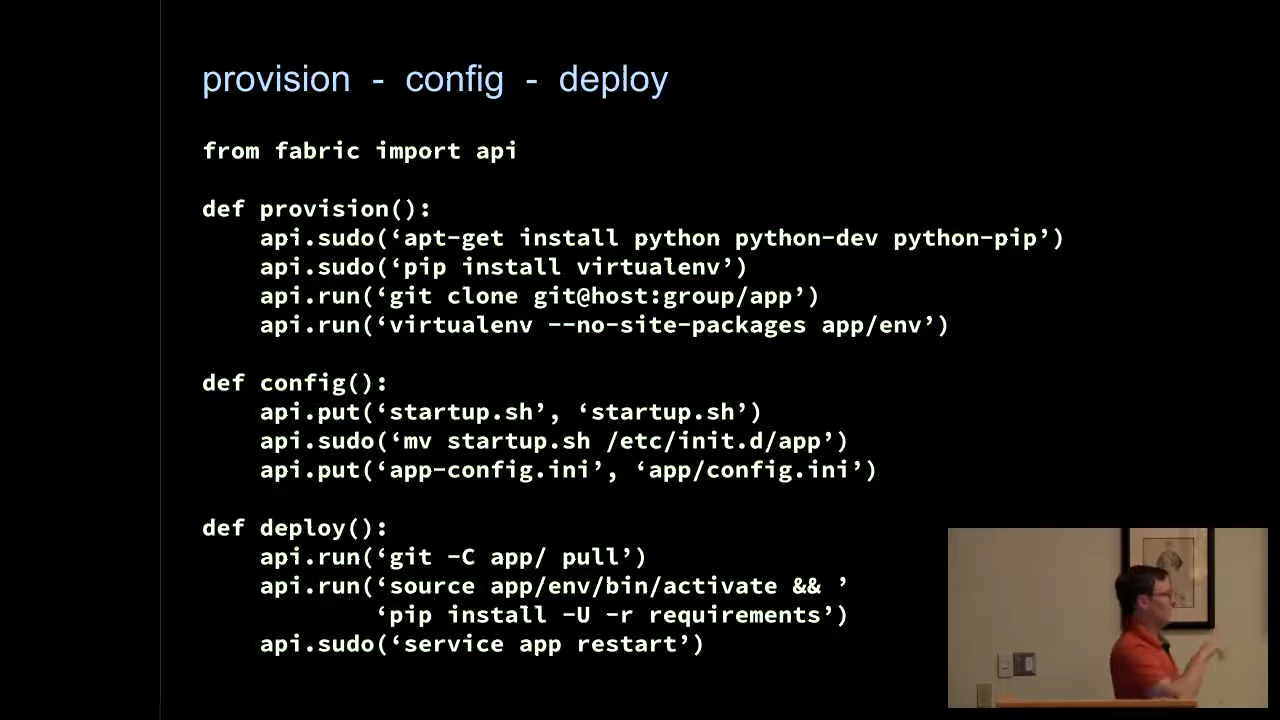 provision - config - deploy
from fabric import api
def provision():
    api.sudo(‘apt-get install python python-dev python-pip’)
    api.sudo(‘pip install virtualenv’)
    api.run(‘git clone git@host:group/app’)
    api.run(‘virtualenv --no-site-packages app/env’)
def config():
    api.put(‘startup.sh’, ‘startup.sh’)
    api.sudo(‘mv startup.sh /etc/init.d/app’)
    api.put(‘app-config.ini’, ‘app/config.ini’)
def deploy():
    api.run(‘git -C app/ pull’)
    api.run(‘source app/env/bin/activate && ’
            ‘pip install -U -r requirements’)
    api.sudo(‘service app restart’)